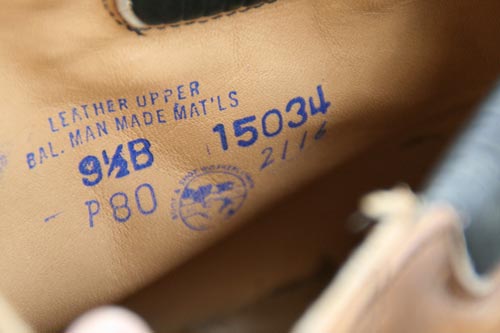 LEATHER UPPER
BAL. MAN MADE MAT'LS
9½B 15034
P80 2116